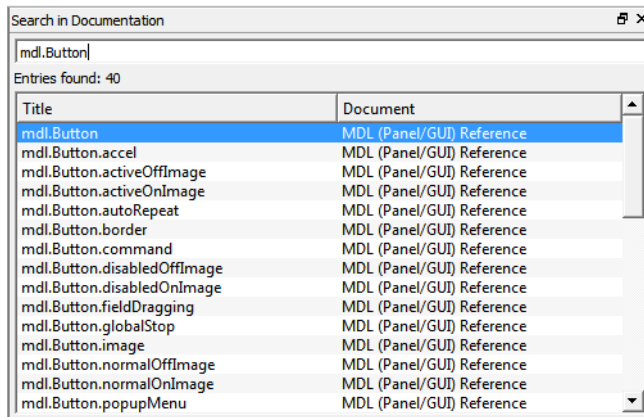 Search in Documentation
mdl.Button
Entries found: 40
Title Document
mdl.Button MDL (Panel/GUI) Reference
mdl.Button.accel MDL (Panel/GUI) Reference
mdl.Button.activeOffImage MDL (Panel/GUI) Reference
mdl.Button.activeOnImage MDL (Panel/GUI) Reference
mdl.Button.autoRepeat MDL (Panel/GUI) Reference
mdl.Button.border MDL (Panel/GUI) Reference
mdl.Button.command MDL (Panel/GUI) Reference
mdl.Button.disabledOffImage MDL (Panel/GUI) Reference
mdl.Button.disabledOnImage MDL (Panel/GUI) Reference
mdl.Button.fieldDragging MDL (Panel/GUI) Reference
mdl.Button.globalStop MDL (Panel/GUI) Reference
mdl.Button.image MDL (Panel/GUI) Reference
mdl.Button.normalOffImage MDL (Panel/GUI) Reference
mdl.Button.normalOnImage MDL (Panel/GUI) Reference
mdl.Button.popupMenu MDL (Panel/GUI) Reference